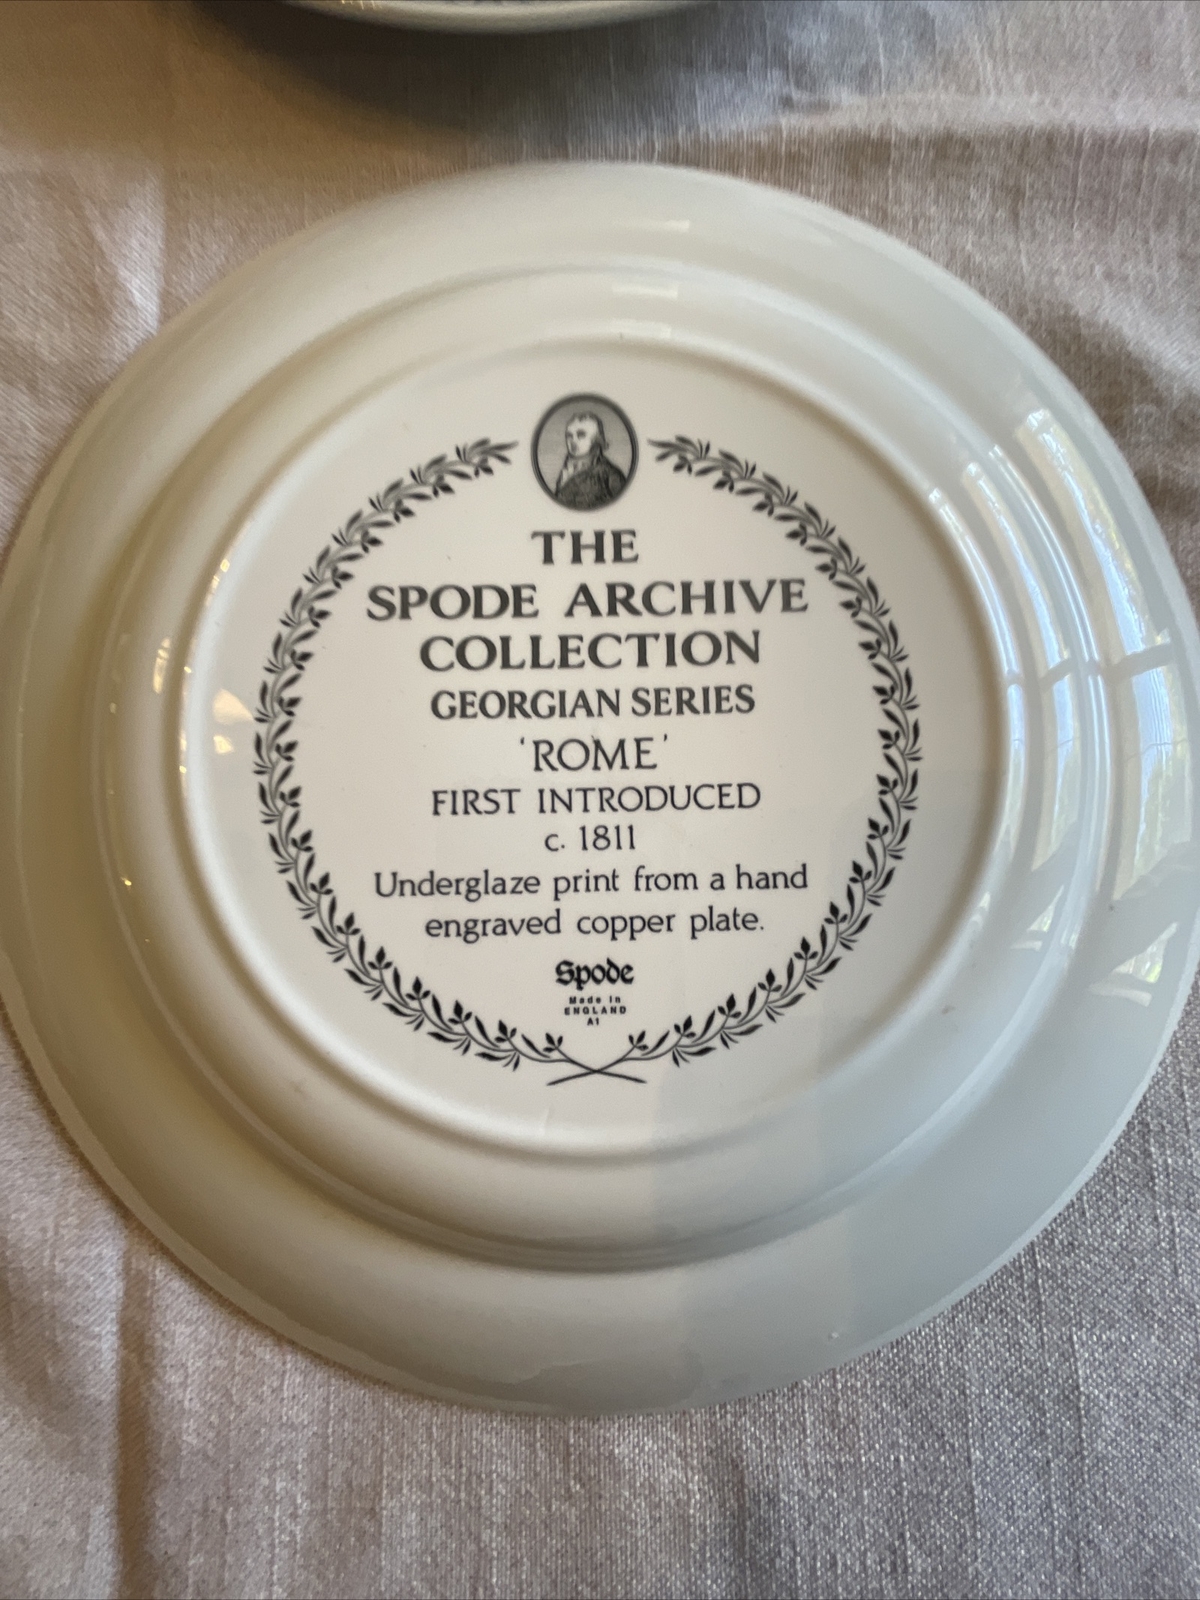 THE
SPODE ARCHIVE
COLLECTION
GEORGIAN SERIES
'ROME'
FIRST INTRODUCED
c. 1811
Underglaze print from a hand
engraved copper plate.
Spode
Made in
ENGLAND
A1